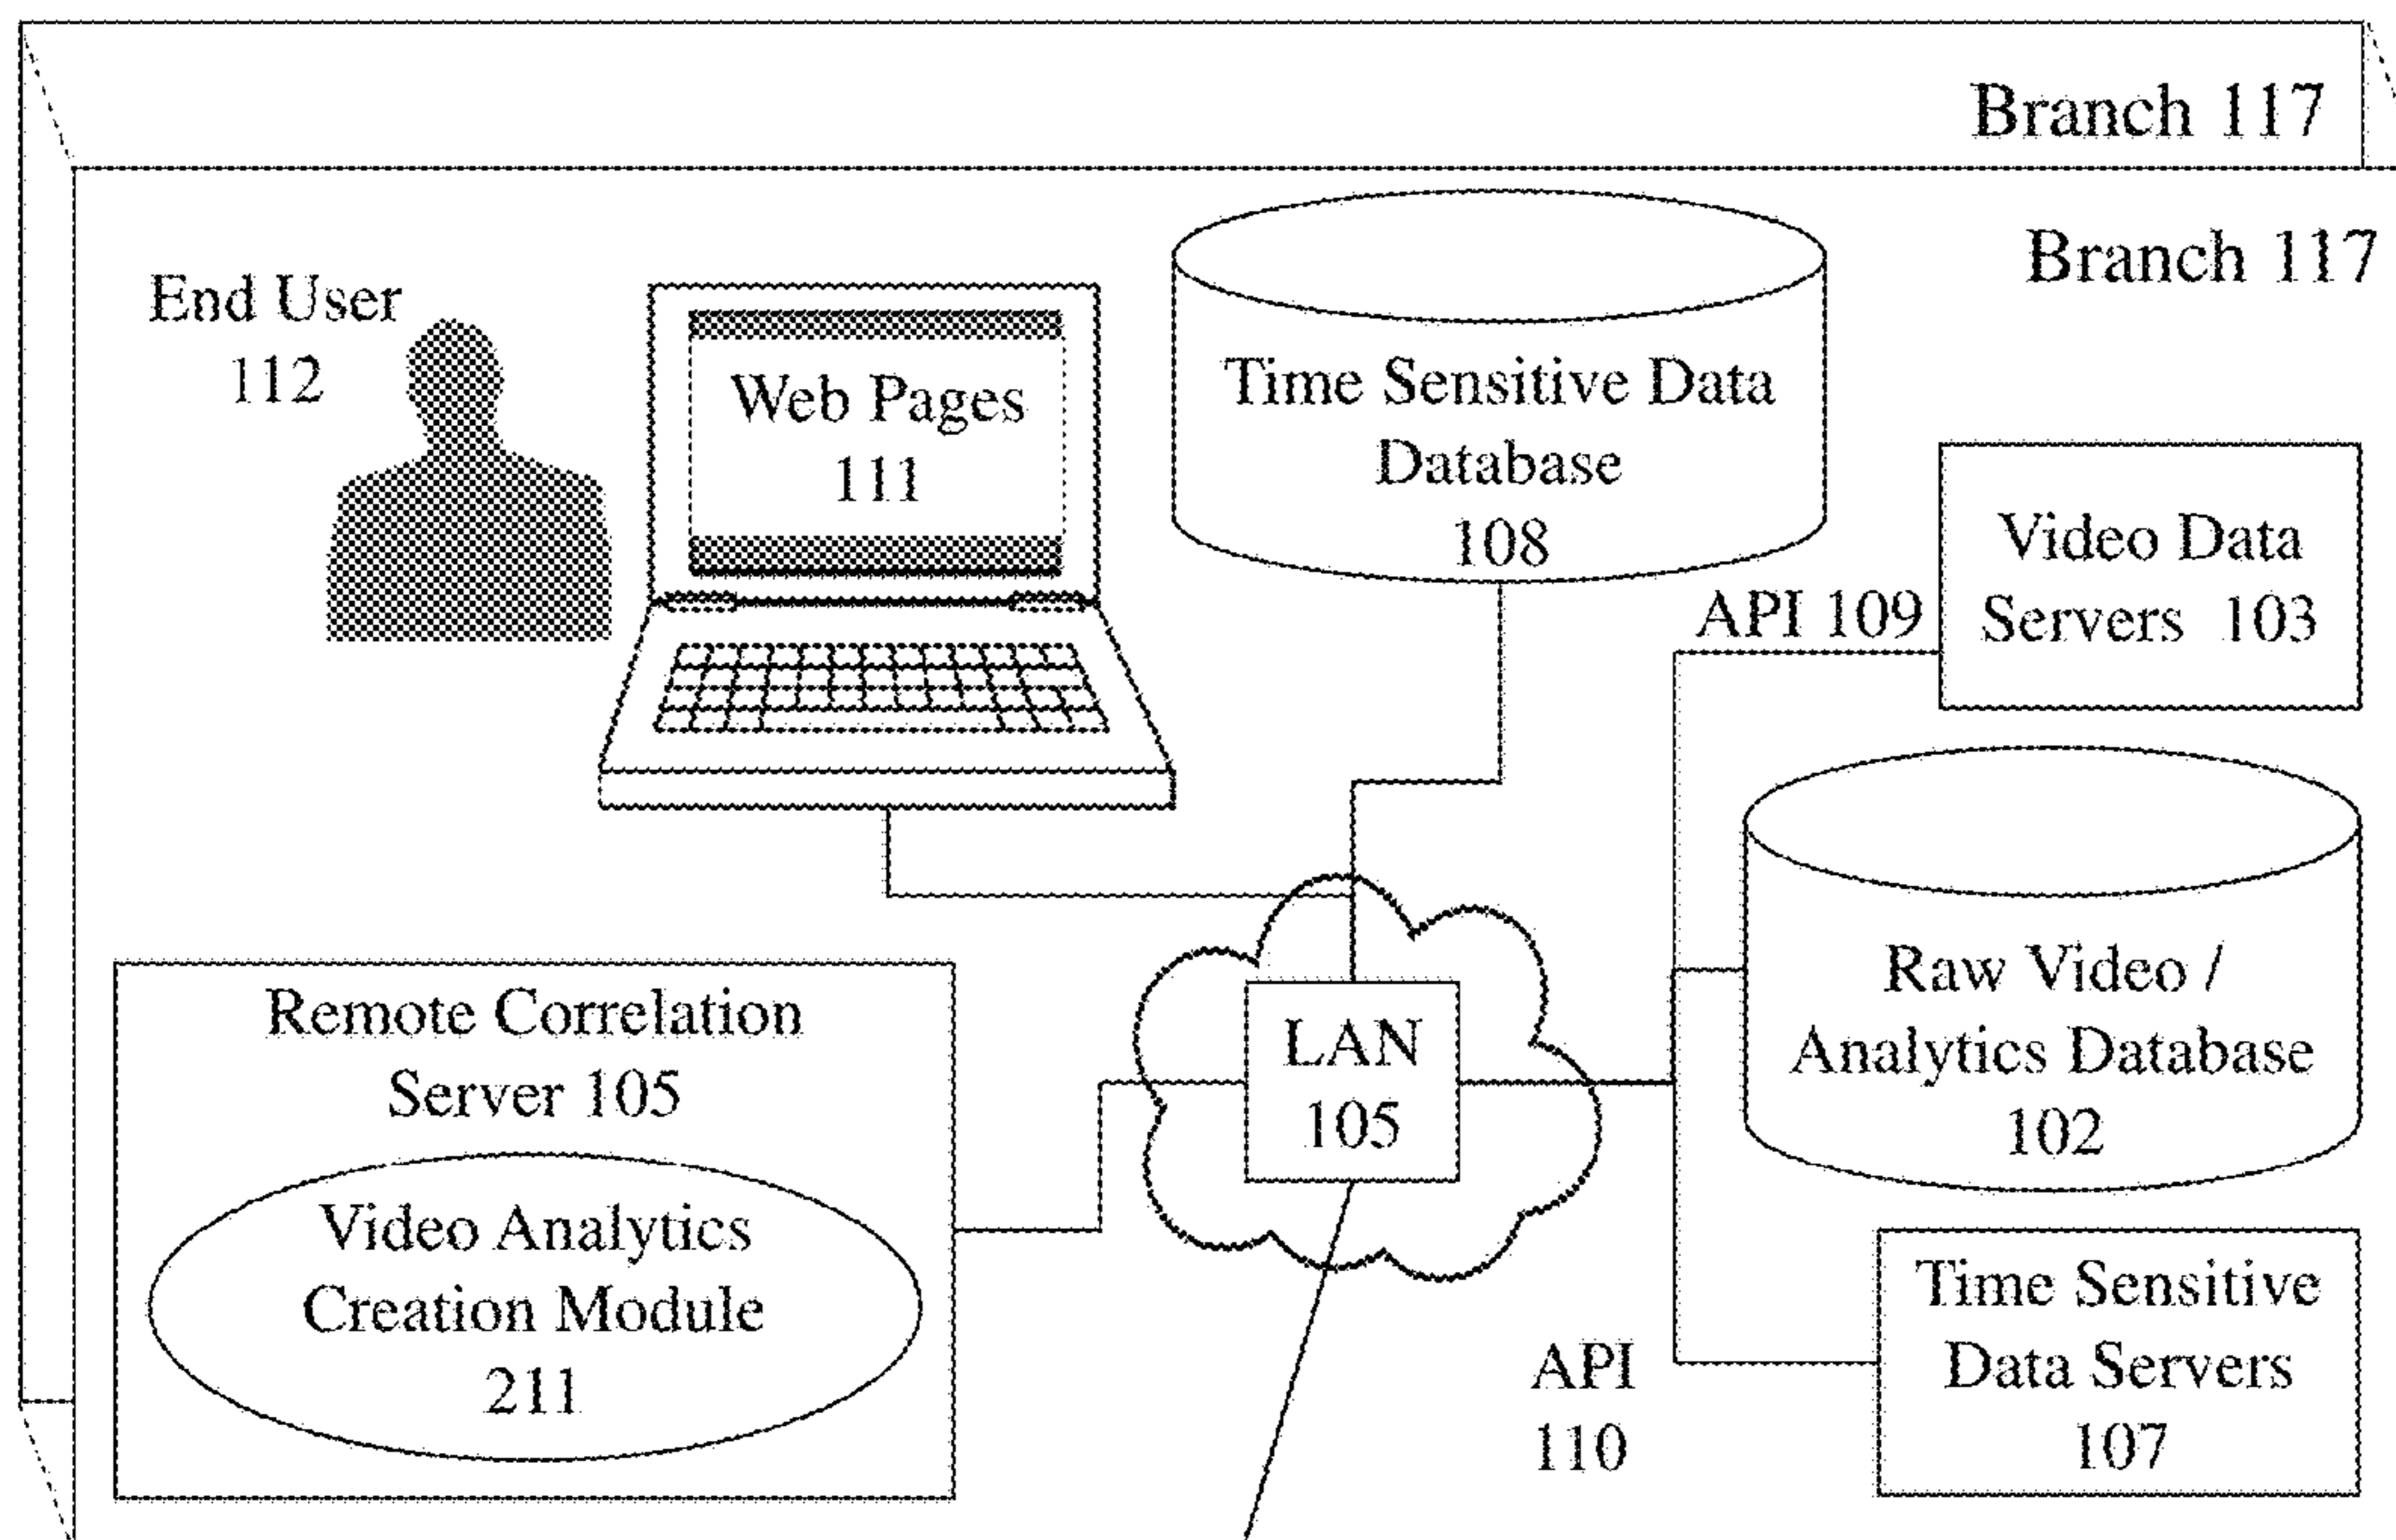 Branch 117
Branch 117
End User
112
Web Pages
111
Time Sensitive Data
Database
108
API 109
Video Data
Servers 103
Raw Video /
Analytics Database
102
Remote Correlation
Server 105
Video Analytics
Creation Module
211
LAN
105
API
110
Time Sensitive
Data Servers
107